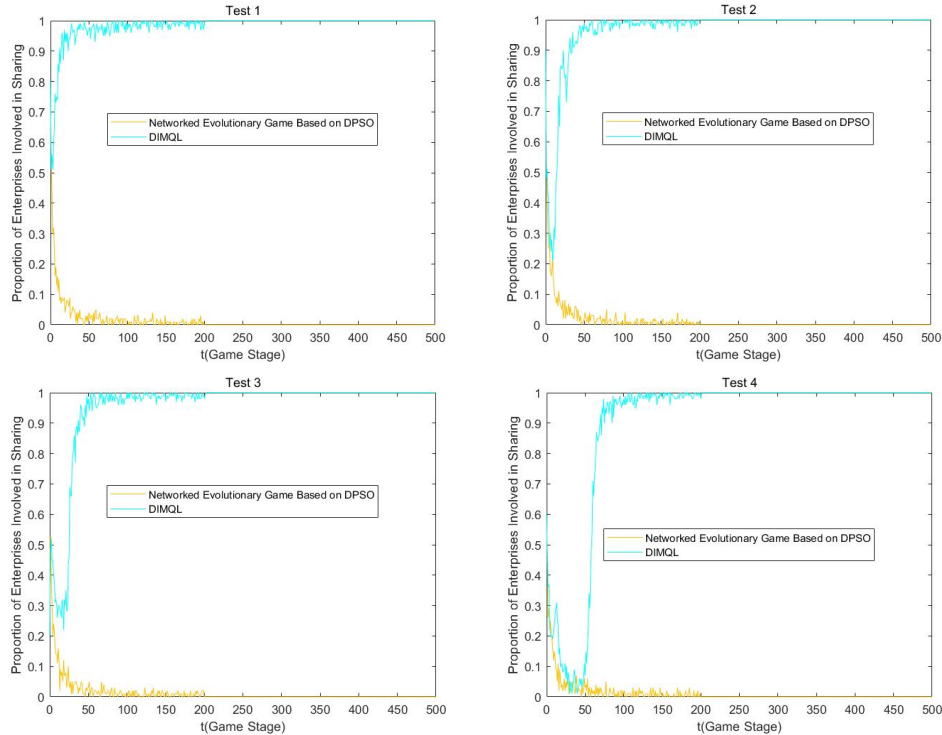 Test 1
Proportion of Enterprises Involved in Sharing
1
0.9
0.8
0.7
0.6
0.5
0.4
0.3
0.2
0.1
0
Networked Evolutionary Game Based on DPSO
DIMQL
0 50 100 150 200 250 300 350 400 450 500
t(Game Stage)
Test 2
Proportion of Enterprises Involved in Sharing
1
0.9
0.8
0.7
0.6
0.5
0.4
0.3
0.2
0.1
0
Networked Evolutionary Game Based on DPSO
DIMQL
0 50 100 150 200 250 300 350 400 450 500
t(Game Stage)
Test 3
Proportion of Enterprises Involved in Sharing
1
0.9
0.8
0.7
0.6
0.5
0.4
0.3
0.2
0.1
0
Networked Evolutionary Game Based on DPSO
DIMQL
0 50 100 150 200 250 300 350 400 450 500
t(Game Stage)
Test 4
Proportion of Enterprises Involved in Sharing
1
0.9
0.8
0.7
0.6
0.5
0.4
0.3
0.2
0.1
0
Networked Evolutionary Game Based on DPSO
DIMQL
0 50 100 150 200 250 300 350 400 450 500
t(Game Stage)